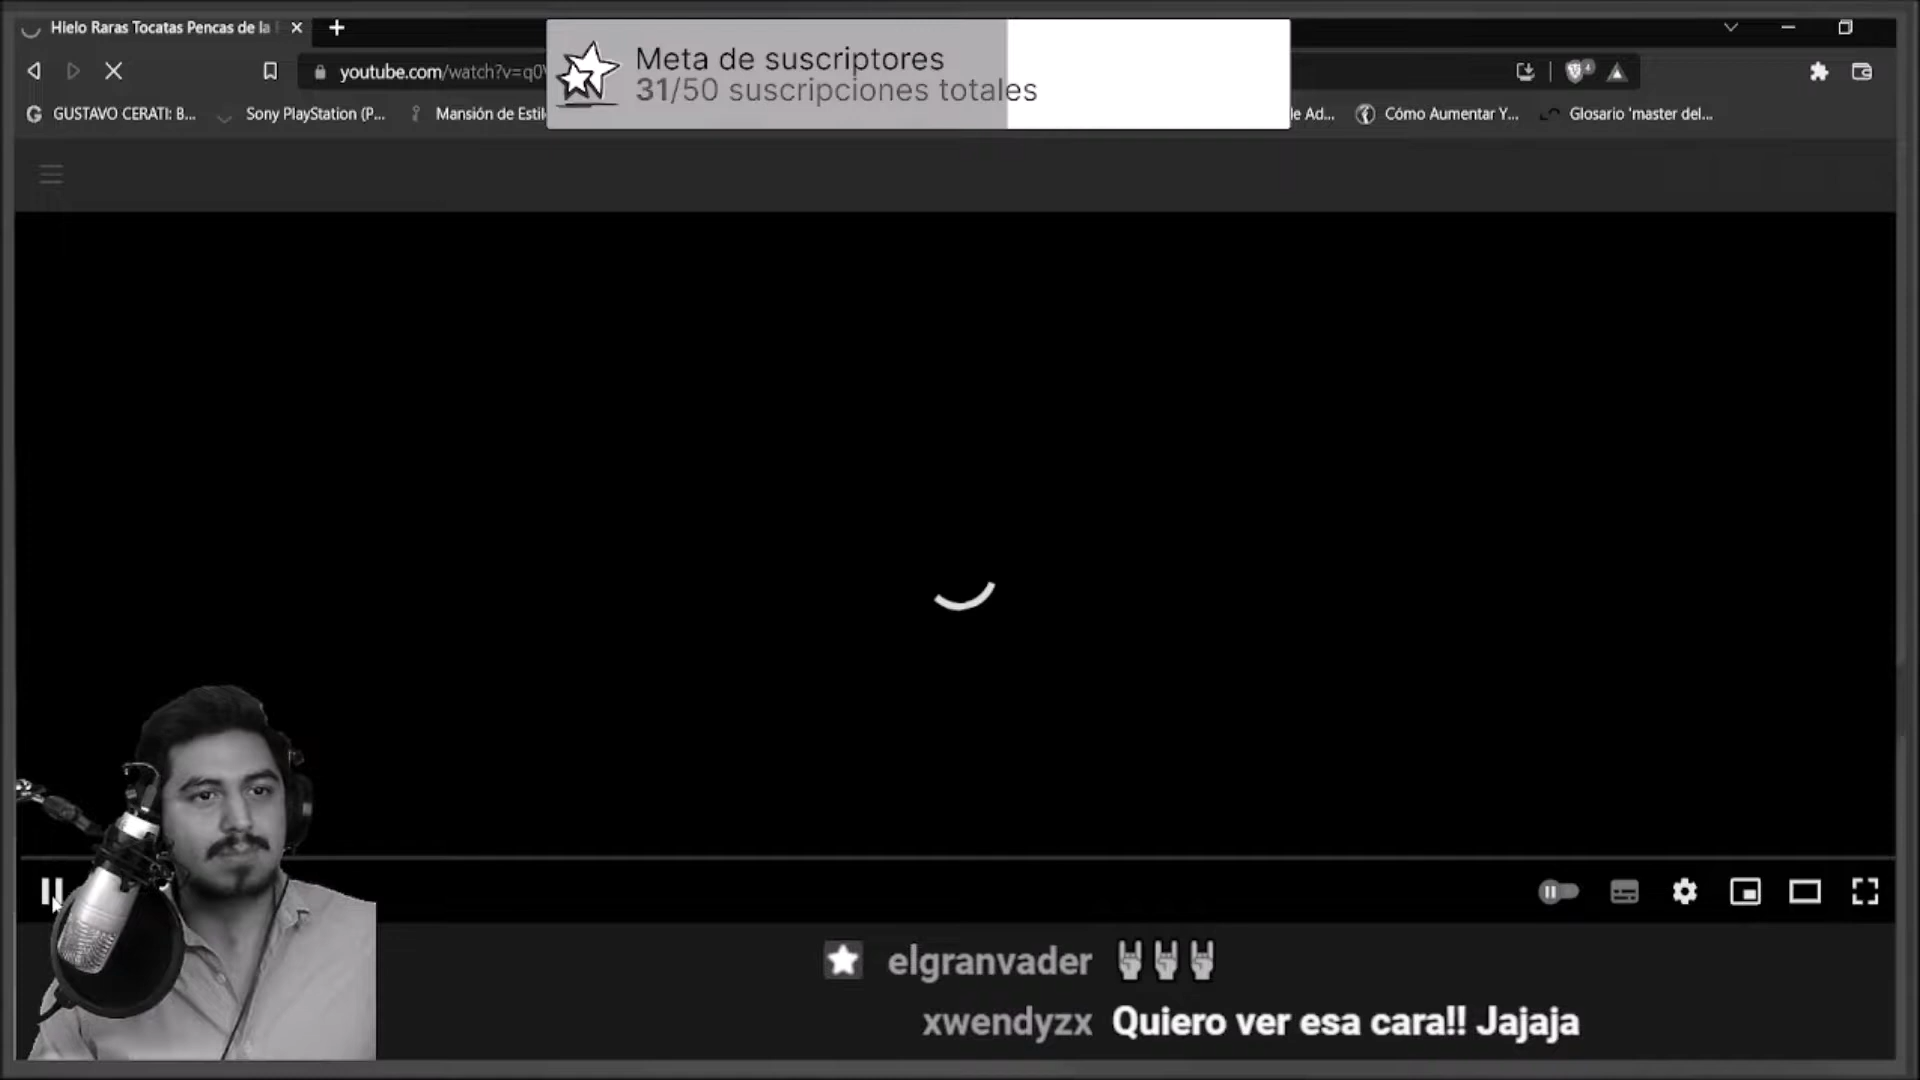 Hielo Raras Tocatas Pencas de la
Meta de suscriptores
31/50 suscripciones totales
youtube.com/watch?v=q0
GUSTAVO CERATI: B...
Sony PlayStation (P...
Mansión de Estil
le Ad...
Cómo Aumentar Y...
Glosario 'master del...
elgranvader 🤘🤘🤘
xwendyzx Quiero ver esa cara!! Jajaja